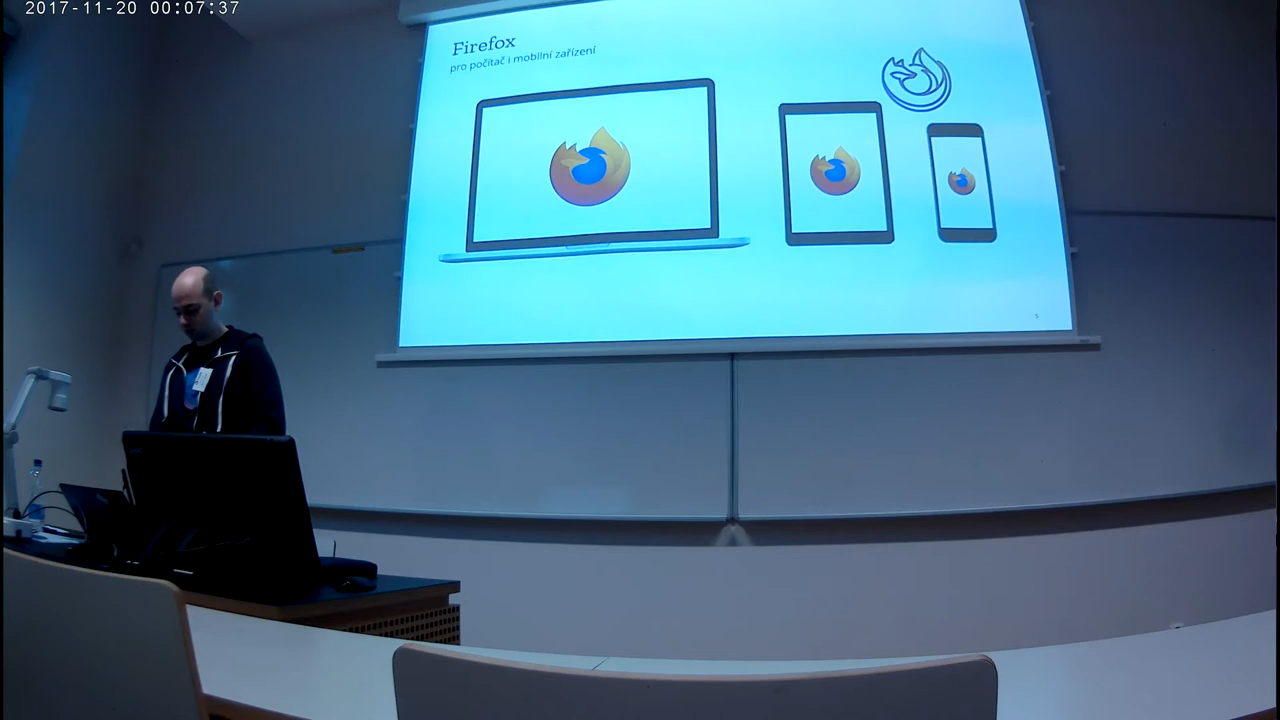 2017-11-20 00:07:37
Firefox
pro počítač i mobilní zařízení